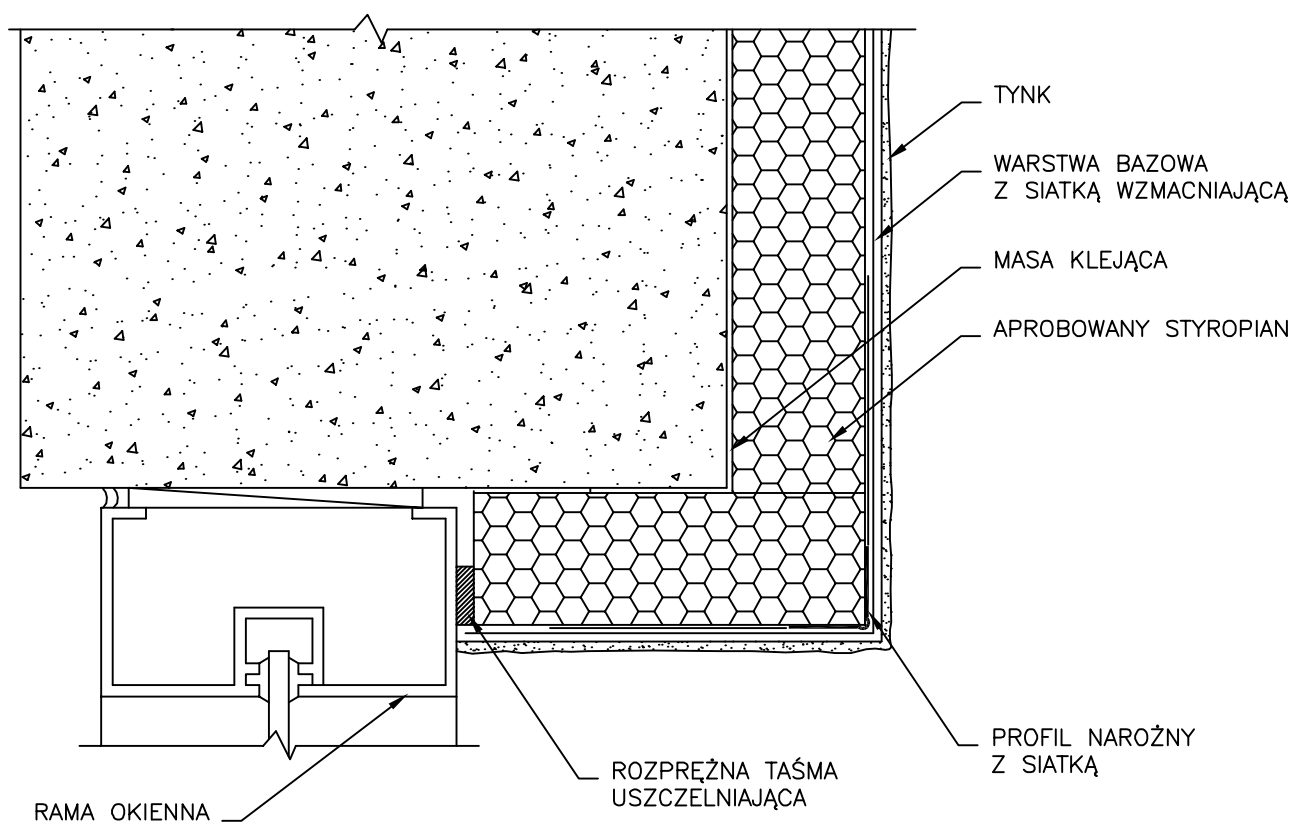 TYNK
WARSTWA BAZOWA
Z SIATKĄ WZMACNIAJĄCĄ
MASA KLEJĄCA
APROBOWANY STYROPIAN
PROFIL NAROŻNY
Z SIATKĄ
ROZPRĘŻNA TAŚMA
USZCZELNIAJĄCA
RAMA OKIENNA